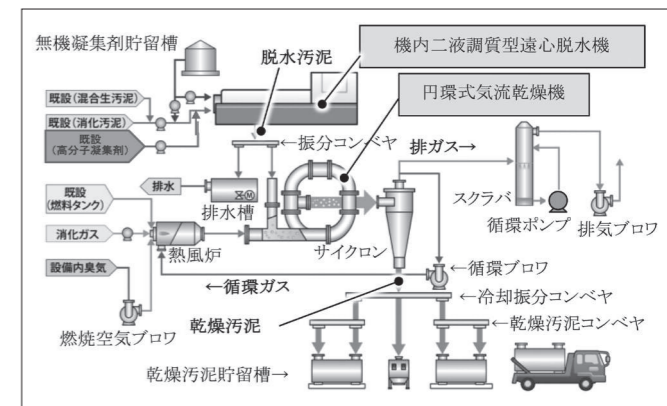 無機凝集剤貯留槽
脱水汚泥
機内二液調質型遠心脱水機
円環式気流乾燥機
既設(混合生汚泥)
既設(消化汚泥)
既設
(高分子凝集剤)
←振分コンベヤ
排ガス→
排水
排水槽
スクラバ
循環ポンプ
排気ブロワ
既設
(燃料タンク)
消化ガス
熱風炉
サイクロン
設備内臭気
←循環ガス
←循環ブロワ
←冷却振分コンベヤ
乾燥汚泥
←乾燥汚泥コンベヤ
燃焼空気ブロワ
乾燥汚泥貯留槽→